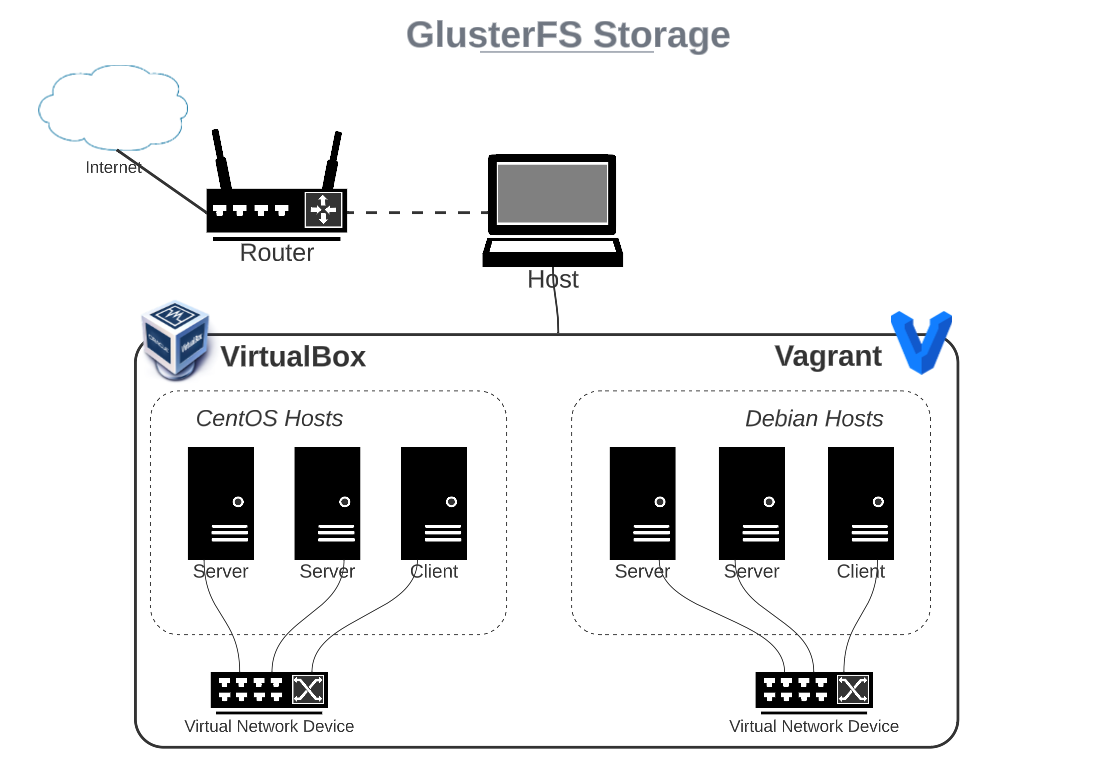 GlusterFS Storage
Internet
Router
Host
VirtualBox
Vagrant
CentOS Hosts
Debian Hosts
Server
Server
Client
Server
Server
Client
Virtual Network Device
Virtual Network Device